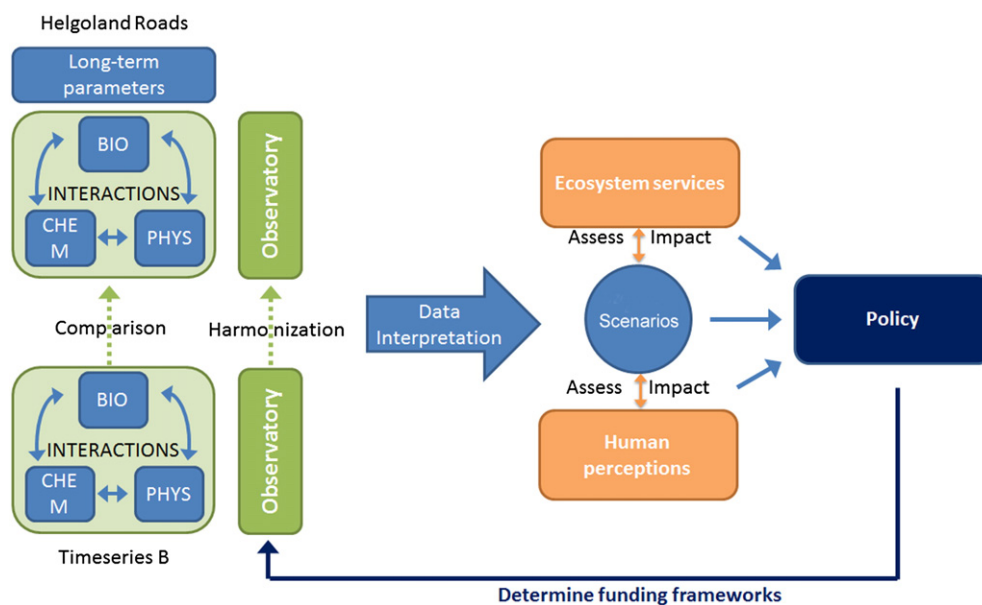 Helgoland Roads
Long-term
parameters
BIO
INTERACTIONS
CHE
M
PHYS
Observatory
Comparison
Harmonization
BIO
INTERACTIONS
CHE
M
PHYS
Observatory
Timeseries B
Data
Interpretation
Ecosystem services
Assess
Impact
Scenarios
Assess
Impact
Human
perceptions
Policy
Determine funding frameworks